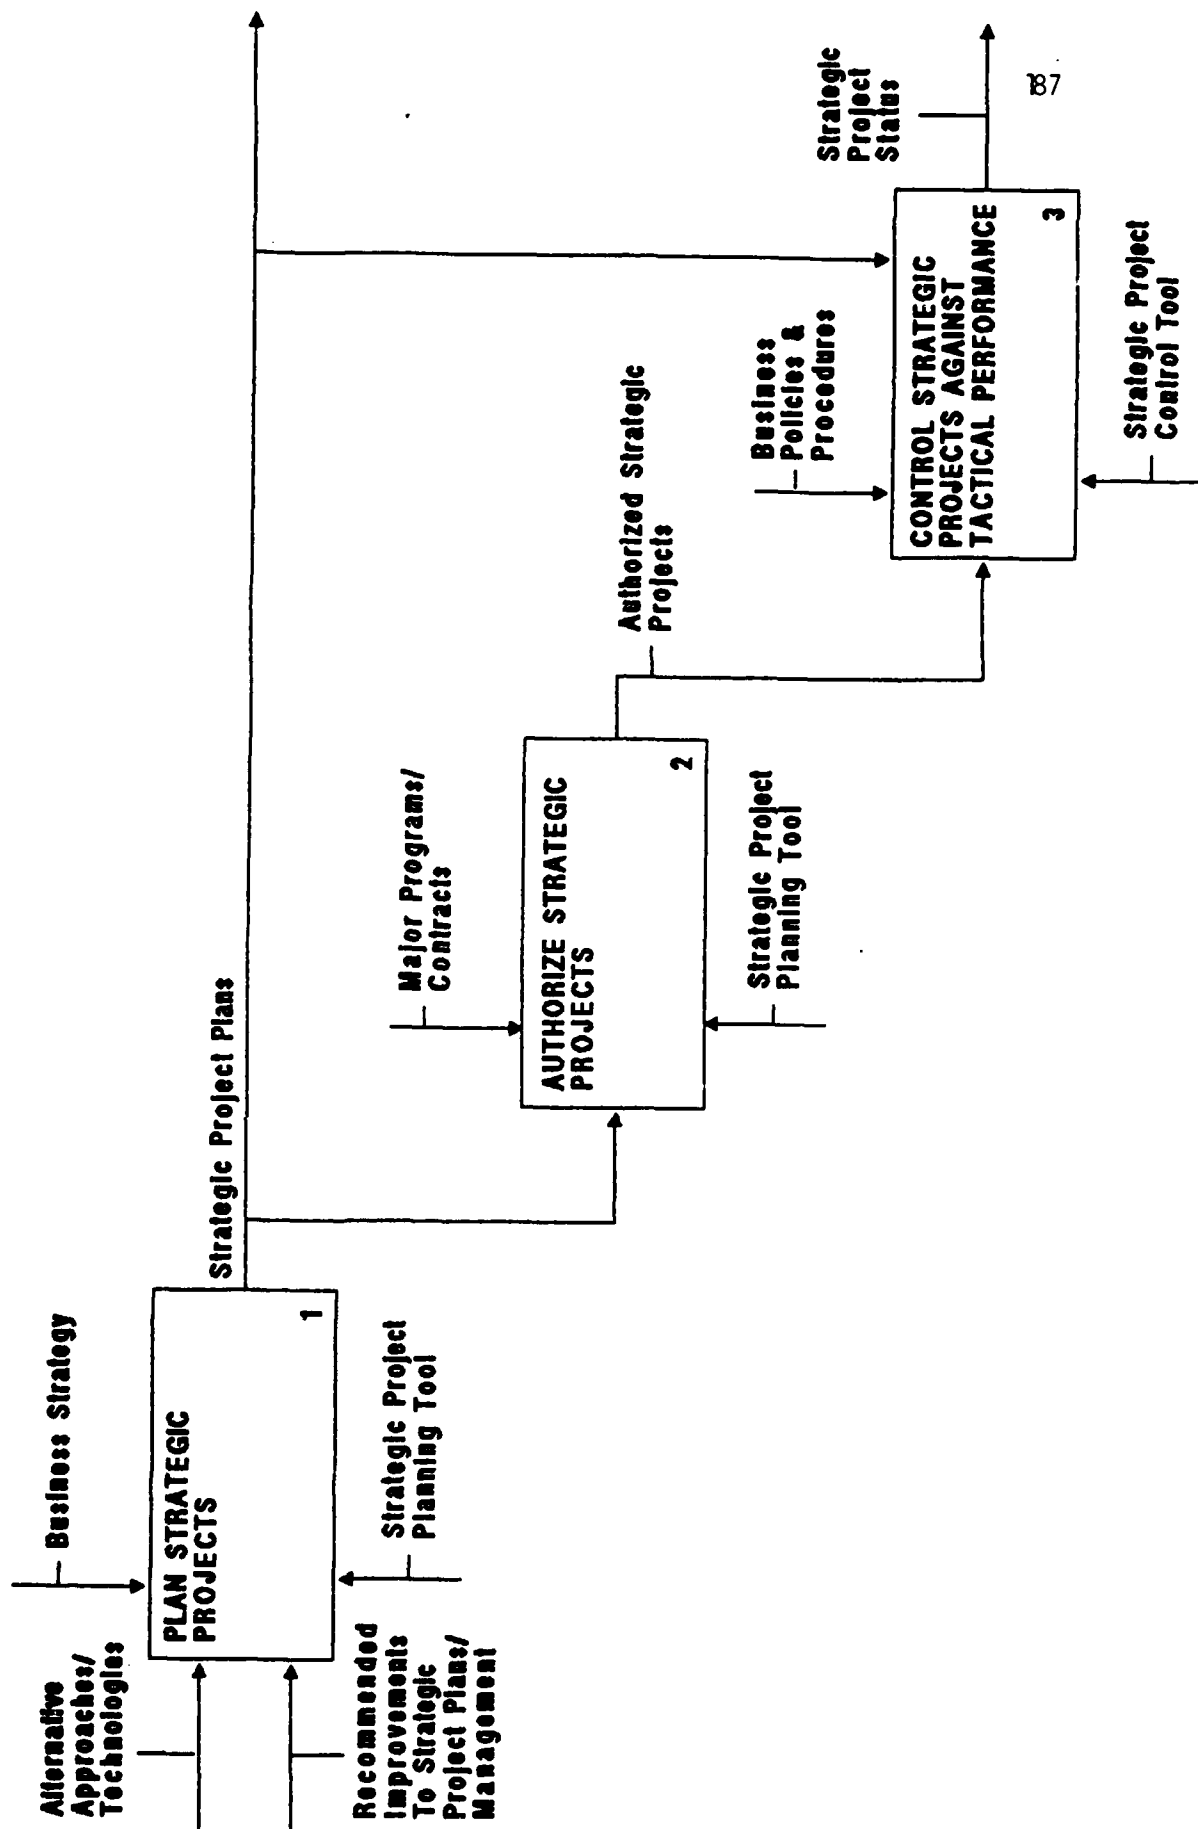 Business Strategy
Alternative
Approaches/
Technologies
PLAN STRATEGIC
PROJECTS
1
Recommended
Improvements
To Strategic
Project Plans/
Management
Strategic Project
Planning Tool
Strategic Project Plans
Major Programs/
Contracts
AUTHORIZE STRATEGIC
PROJECTS
2
Strategic Project
Planning Tool
Authorized Strategic
Projects
Business
Policies &
Procedures
CONTROL STRATEGIC
PROJECTS AGAINST
TACTICAL PERFORMANCE
3
Strategic Project
Control Tool
Strategic
Project
Status
187